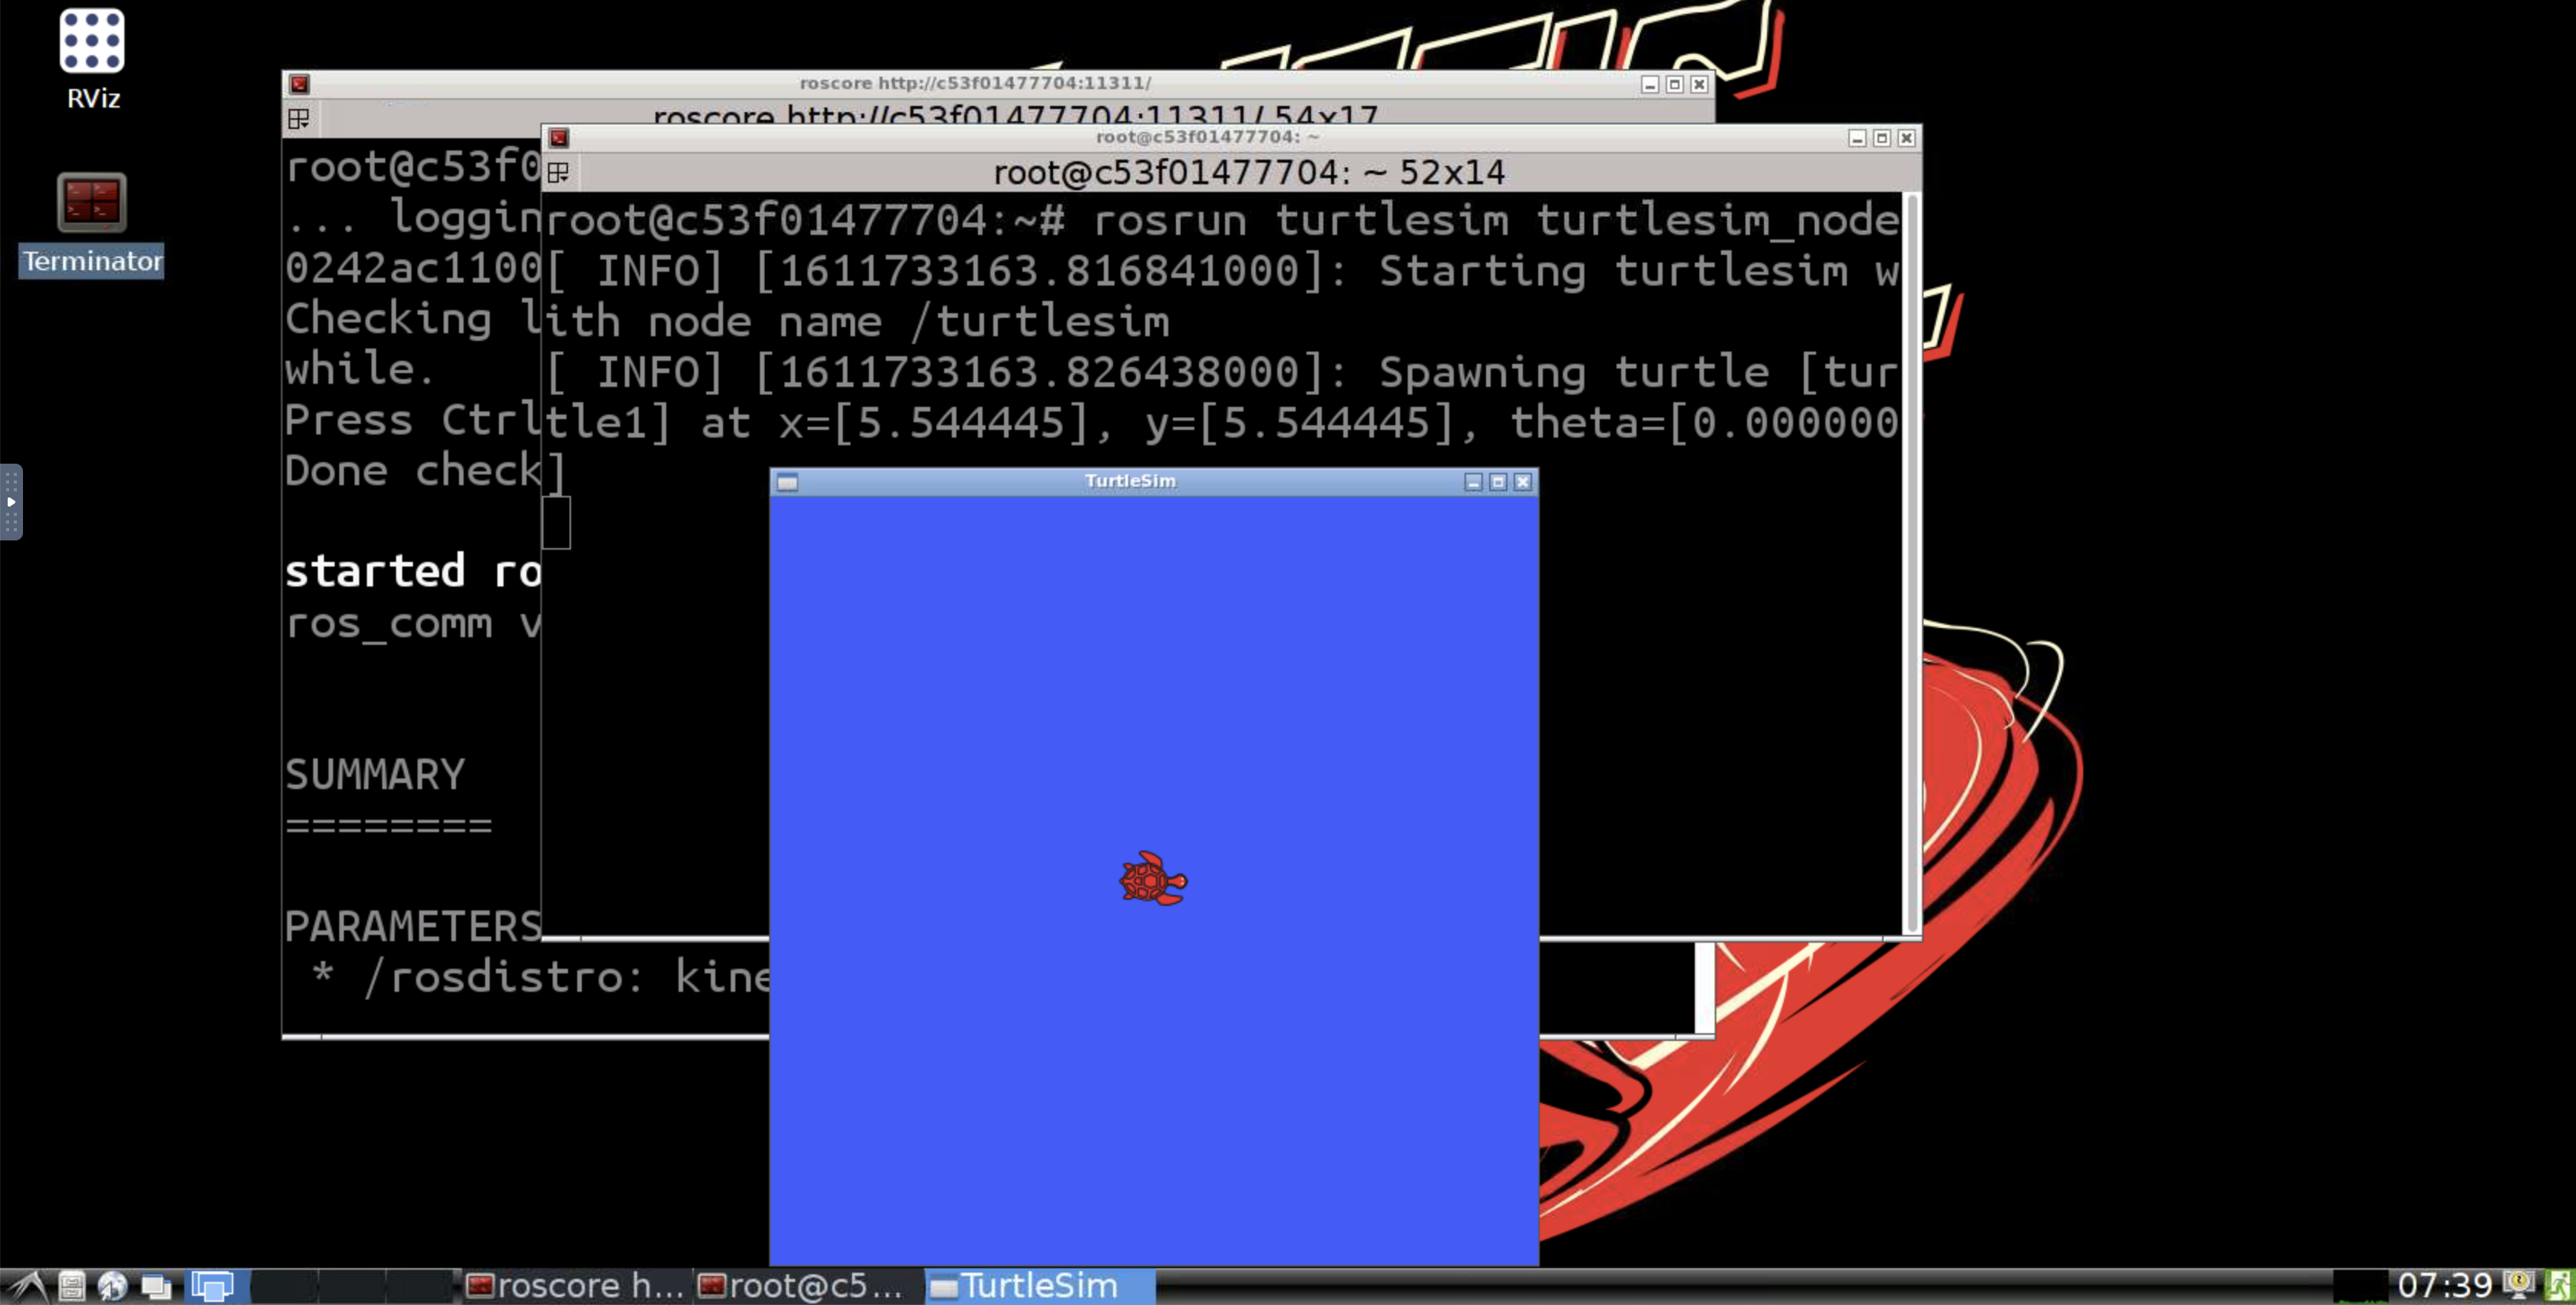 RViz
Terminator
roscore http://c53f01477704:11311/
roscore http://c53f01477704:11311/ 54x17
root@c53f0
... loggin
0242ac1100
Checking l
while.
Press Ctrl
Done check
started ro
ros_comm v
SUMMARY
========
PARAMETERS
* /rosdistro: kine
root@c53f01477704: ~
root@c53f01477704: ~ 52x14
root@c53f01477704:~# rosrun turtlesim turtlesim_node
[ INFO] [1611733163.816841000]: Starting turtlesim w
ith node name /turtlesim
[ INFO] [1611733163.826438000]: Spawning turtle [tur
tle1] at x=[5.544445], y=[5.544445], theta=[0.000000
]
TurtleSim
roscore h...
root@c5...
TurtleSim
07:39